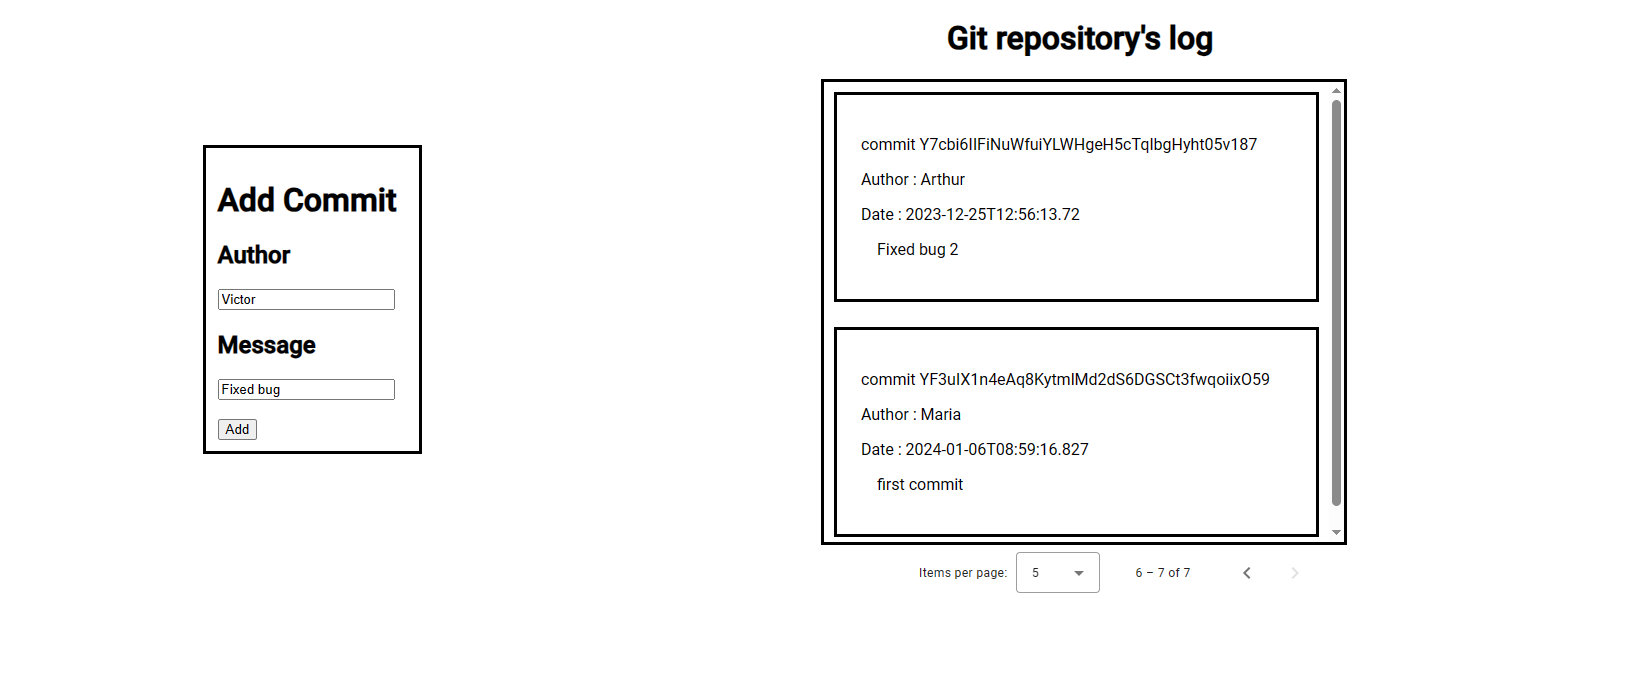 Add Commit
Author
Victor
Message
Fixed bug
Add
Git repository's log
commit Y7cbi6IIFiNuWfuiYLWHgeH5cTqIbgHyht05v187
Author : Arthur
Date : 2023-12-25T12:56:13.72
Fixed bug 2
commit YF3uIX1n4eAq8KytmIMd2dS6DGSCt3fwqoiixO59
Author : Maria
Date : 2024-01-06T08:59:16.827
first commit
Items per page: 5 6 – 7 of 7